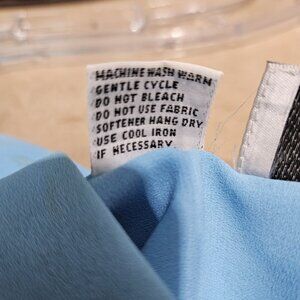 MACHINE WASH WARM
GENTLE CYCLE
DO NOT BLEACH
DO NOT USE FABRIC
SOFTENER HANG DRY
USE COOL IRON
IF NECESSARY